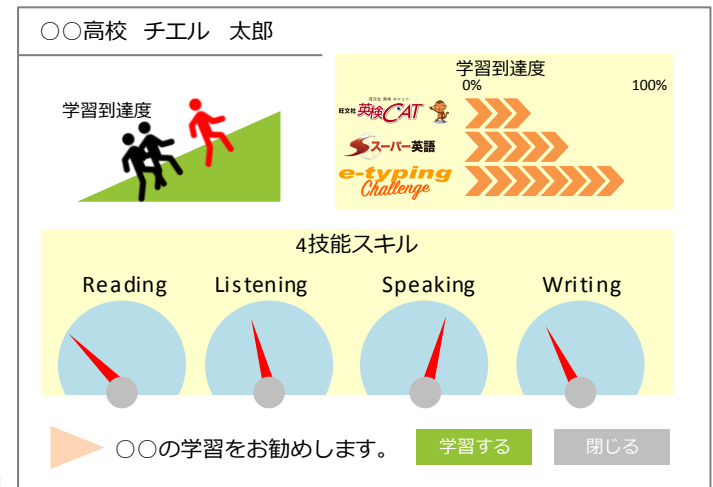 ○○高校 チエル 太郎
学習到達度
学習到達度
0% 100%
旺文社 英検CAT
スーパー英語
e-typing
Challenge
4技能スキル
Reading Listening Speaking Writing
○○の学習をお勧めします。 学習する 閉じる